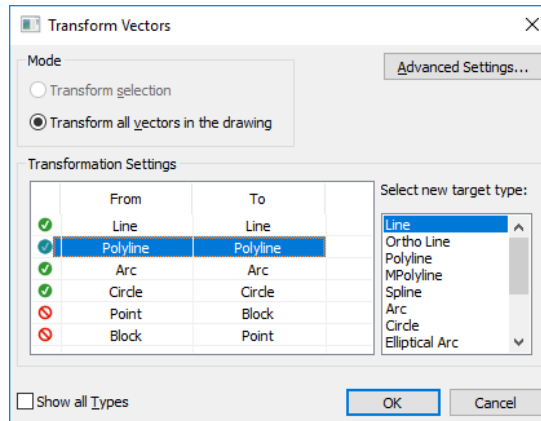 Transform Vectors
Mode
Transform selection
Transform all vectors in the drawing
Advanced Settings...
Transformation Settings
From To
Line Line
Polyline Polyline
Arc Arc
Circle Circle
Point Block
Block Point
Select new target type:
Line
Ortho Line
Polyline
MPolyline
Spline
Arc
Circle
Elliptical Arc
Show all Types
OK
Cancel